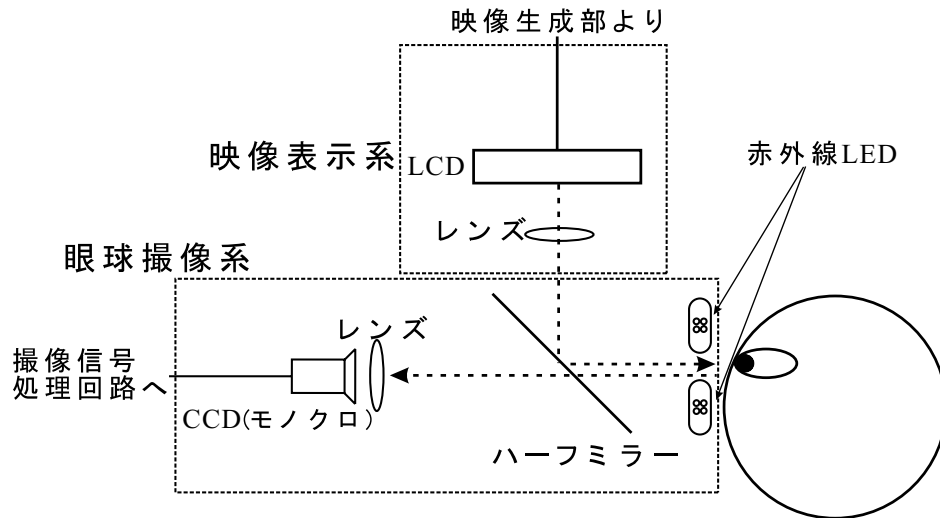 映像生成部より
映像表示系
LCD
赤外線LED
レンズ
眼球撮像系
レンズ
撮像信号
処理回路へ
CCD(モノクロ)
ハーフミラー